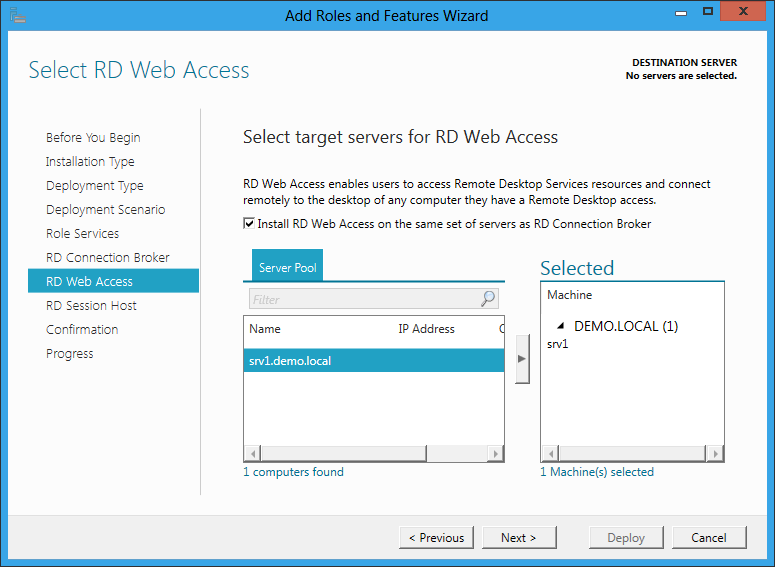 Add Roles and Features Wizard
Select RD Web Access
DESTINATION SERVER
No servers are selected.
Before You Begin
Installation Type
Deployment Type
Deployment Scenario
Role Services
RD Connection Broker
RD Web Access
RD Session Host
Confirmation
Progress
Select target servers for RD Web Access
RD Web Access enables users to access Remote Desktop Services resources and connect
remotely to the desktop of any computer they have a Remote Desktop access.
Install RD Web Access on the same set of servers as RD Connection Broker
Server Pool
Filter
Name IP Address
srv1.demo.local
1 computers found
Selected
Machine
DEMO.LOCAL (1)
srv1
1 Machine(s) selected
< Previous
Next >
Deploy
Cancel